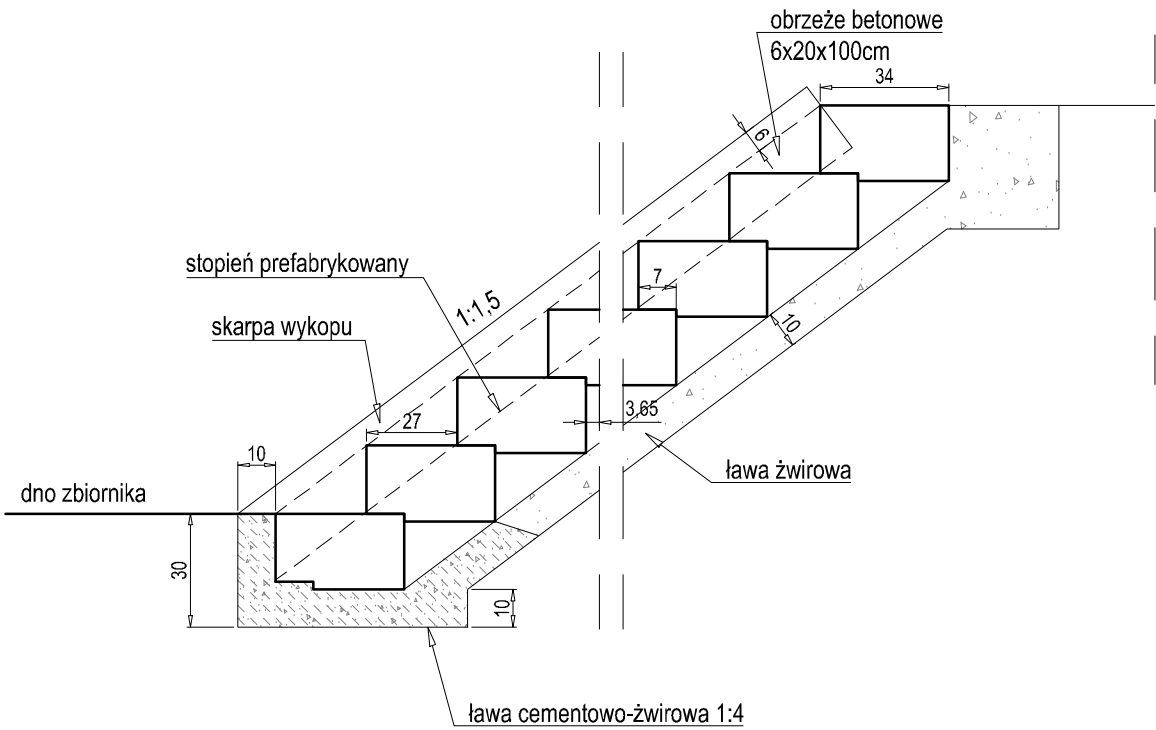 obrzeże betonowe
6x20x100cm
34
6
stopień prefabrykowany
7
1:1,5
skarpa wykopu
10
27
3,65
10
ława żwirowa
dno zbiornika
30
10
ława cementowo-żwirowa 1:4